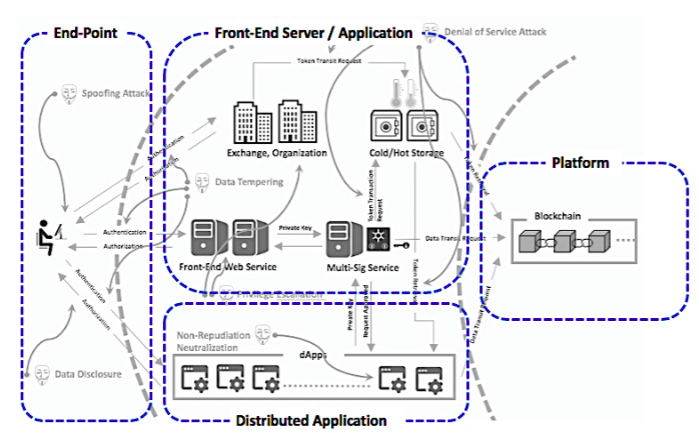 End-Point
Front-End Server / Application
Denial of Service Attack
Token Transit Request
Spoofing Attack
Authentication
Authorization
Exchange, Organization
Cold/Hot Storage
Platform
Data Tempering
Token Transaction
Request
Blockchain
Authentication
Authorization
Private Key
Data Transit Request
Front-End Web Service
Multi-Sig Service
Authentication
Authorization
Privilege Escalation
Private Key
Request Approved
Data Transit Request
Non-Repudiation
Neutralization
dApps
Data Disclosure
Distributed Application